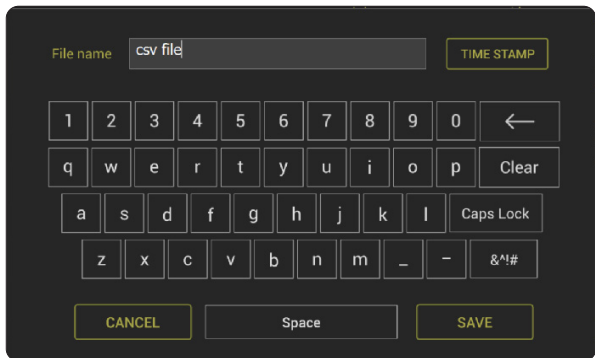 File name csv file TIME STAMP
1 2 3 4 5 6 7 8 9 0 ←
q w e r t y u i o p Clear
a s d f g h j k l Caps Lock
z x c v b n m _ - &^!#
CANCEL Space SAVE